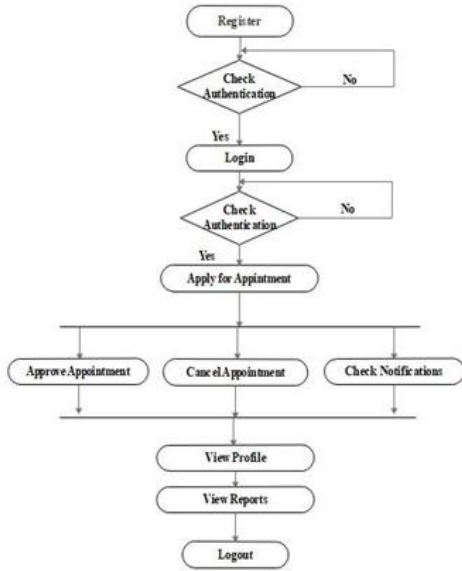 Register
Check
Authentication
No
Yes
Login
Check
Authentication
No
Yes
Apply for Appintment
Approve Appointment
Cancel Appointment
Check Notifications
View Profile
View Reports
Logout